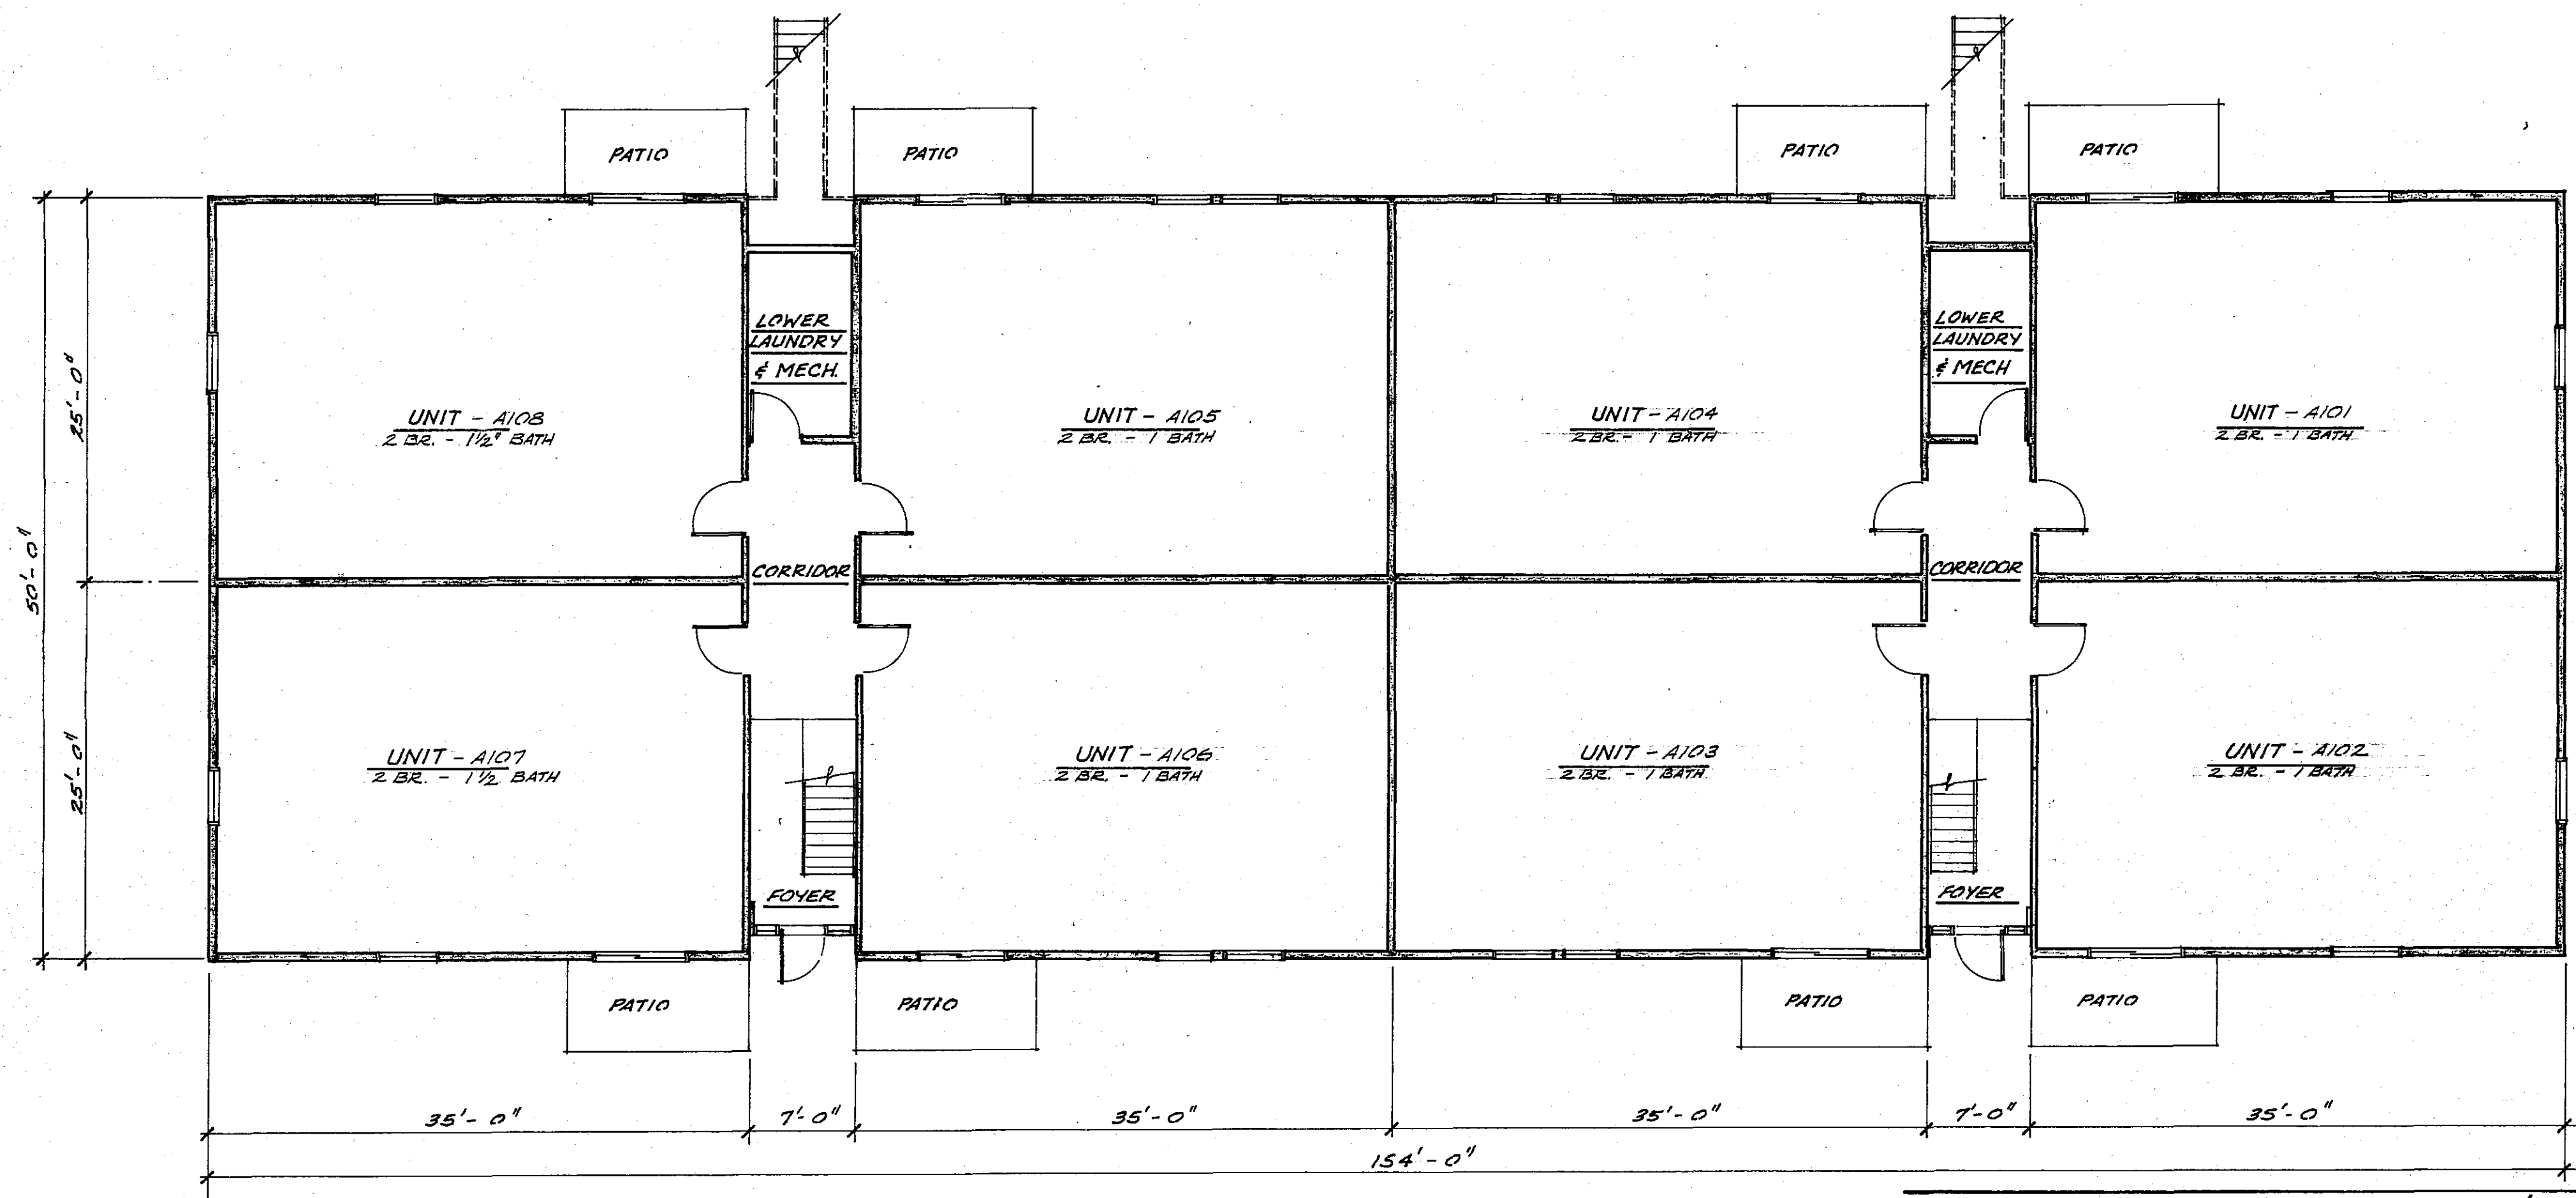 PATIO
PATIO
PATIO
PATIO
LOWER
LAUNDRY
& MECH.
LOWER
LAUNDRY
& MECH
UNIT - A108
2 BR. - 1½" BATH
UNIT - A105
2 BR. - 1 BATH
UNIT - A104
2 BR. - 1 BATH
UNIT - A101
2 BR. - 1 BATH
25'-0"
50'-0"
CORRIDOR
CORRIDOR
25'-0"
UNIT - A107
2 BR. - 1½ BATH
UNIT - A106
2 BR. - 1 BATH
UNIT - A103
2 BR. - 1 BATH
UNIT - A102
2 BR. - 1 BATH
FOYER
FOYER
PATIO
PATIO
PATIO
PATIO
35'-0"
7'-0"
35'-0"
35'-0"
7'-0"
35'-0"
154'-0"